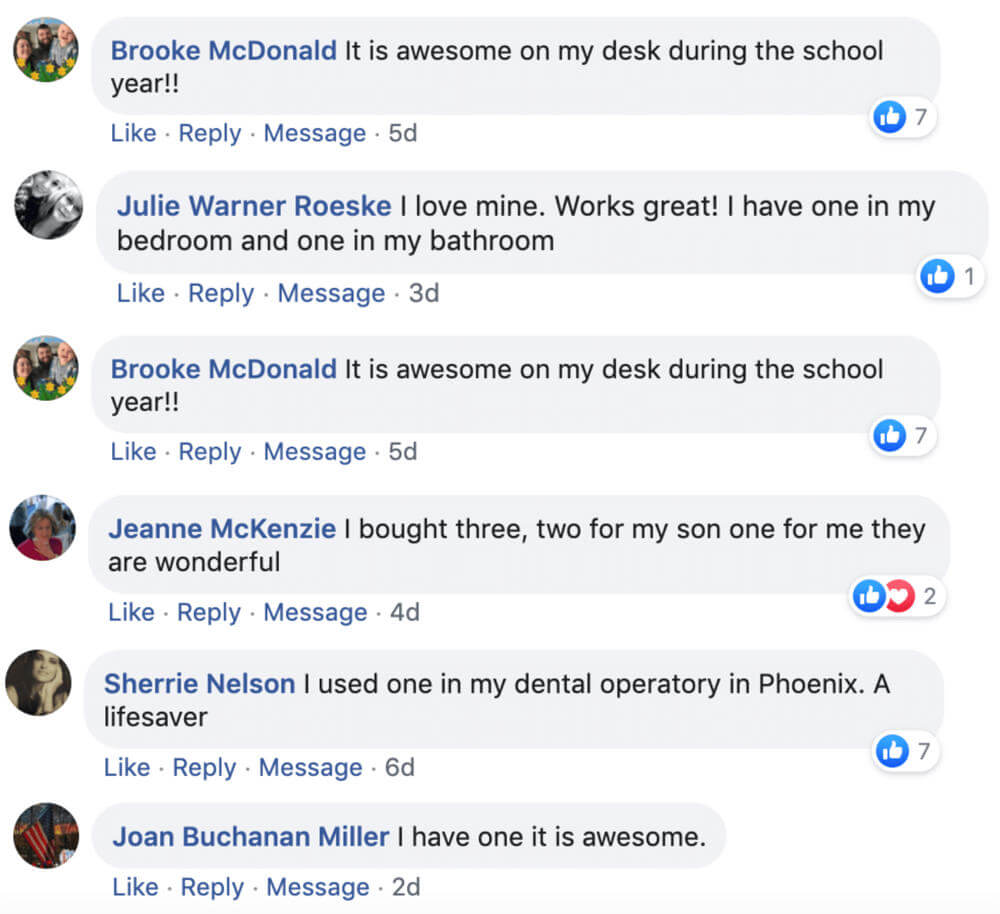 Brooke McDonald It is awesome on my desk during the school
year!!
Like · Reply · Message · 5d
7
Julie Warner Roeske I love mine. Works great! I have one in my
bedroom and one in my bathroom
Like · Reply · Message · 3d
1
Brooke McDonald It is awesome on my desk during the school
year!!
Like · Reply · Message · 5d
7
Jeanne McKenzie I bought three, two for my son one for me they
are wonderful
Like · Reply · Message · 4d
2
Sherrie Nelson I used one in my dental operatory in Phoenix. A
lifesaver
Like · Reply · Message · 6d
7
Joan Buchanan Miller I have one it is awesome.
Like · Reply · Message · 2d